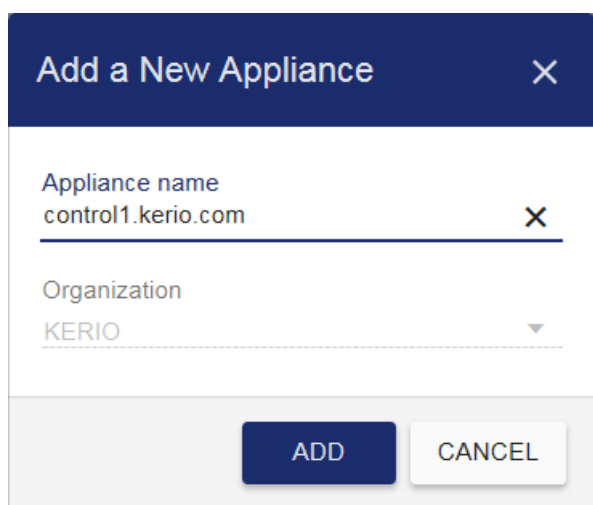 Add a New Appliance
Appliance name
control1.kerio.com
Organization
KERIO
ADD CANCEL